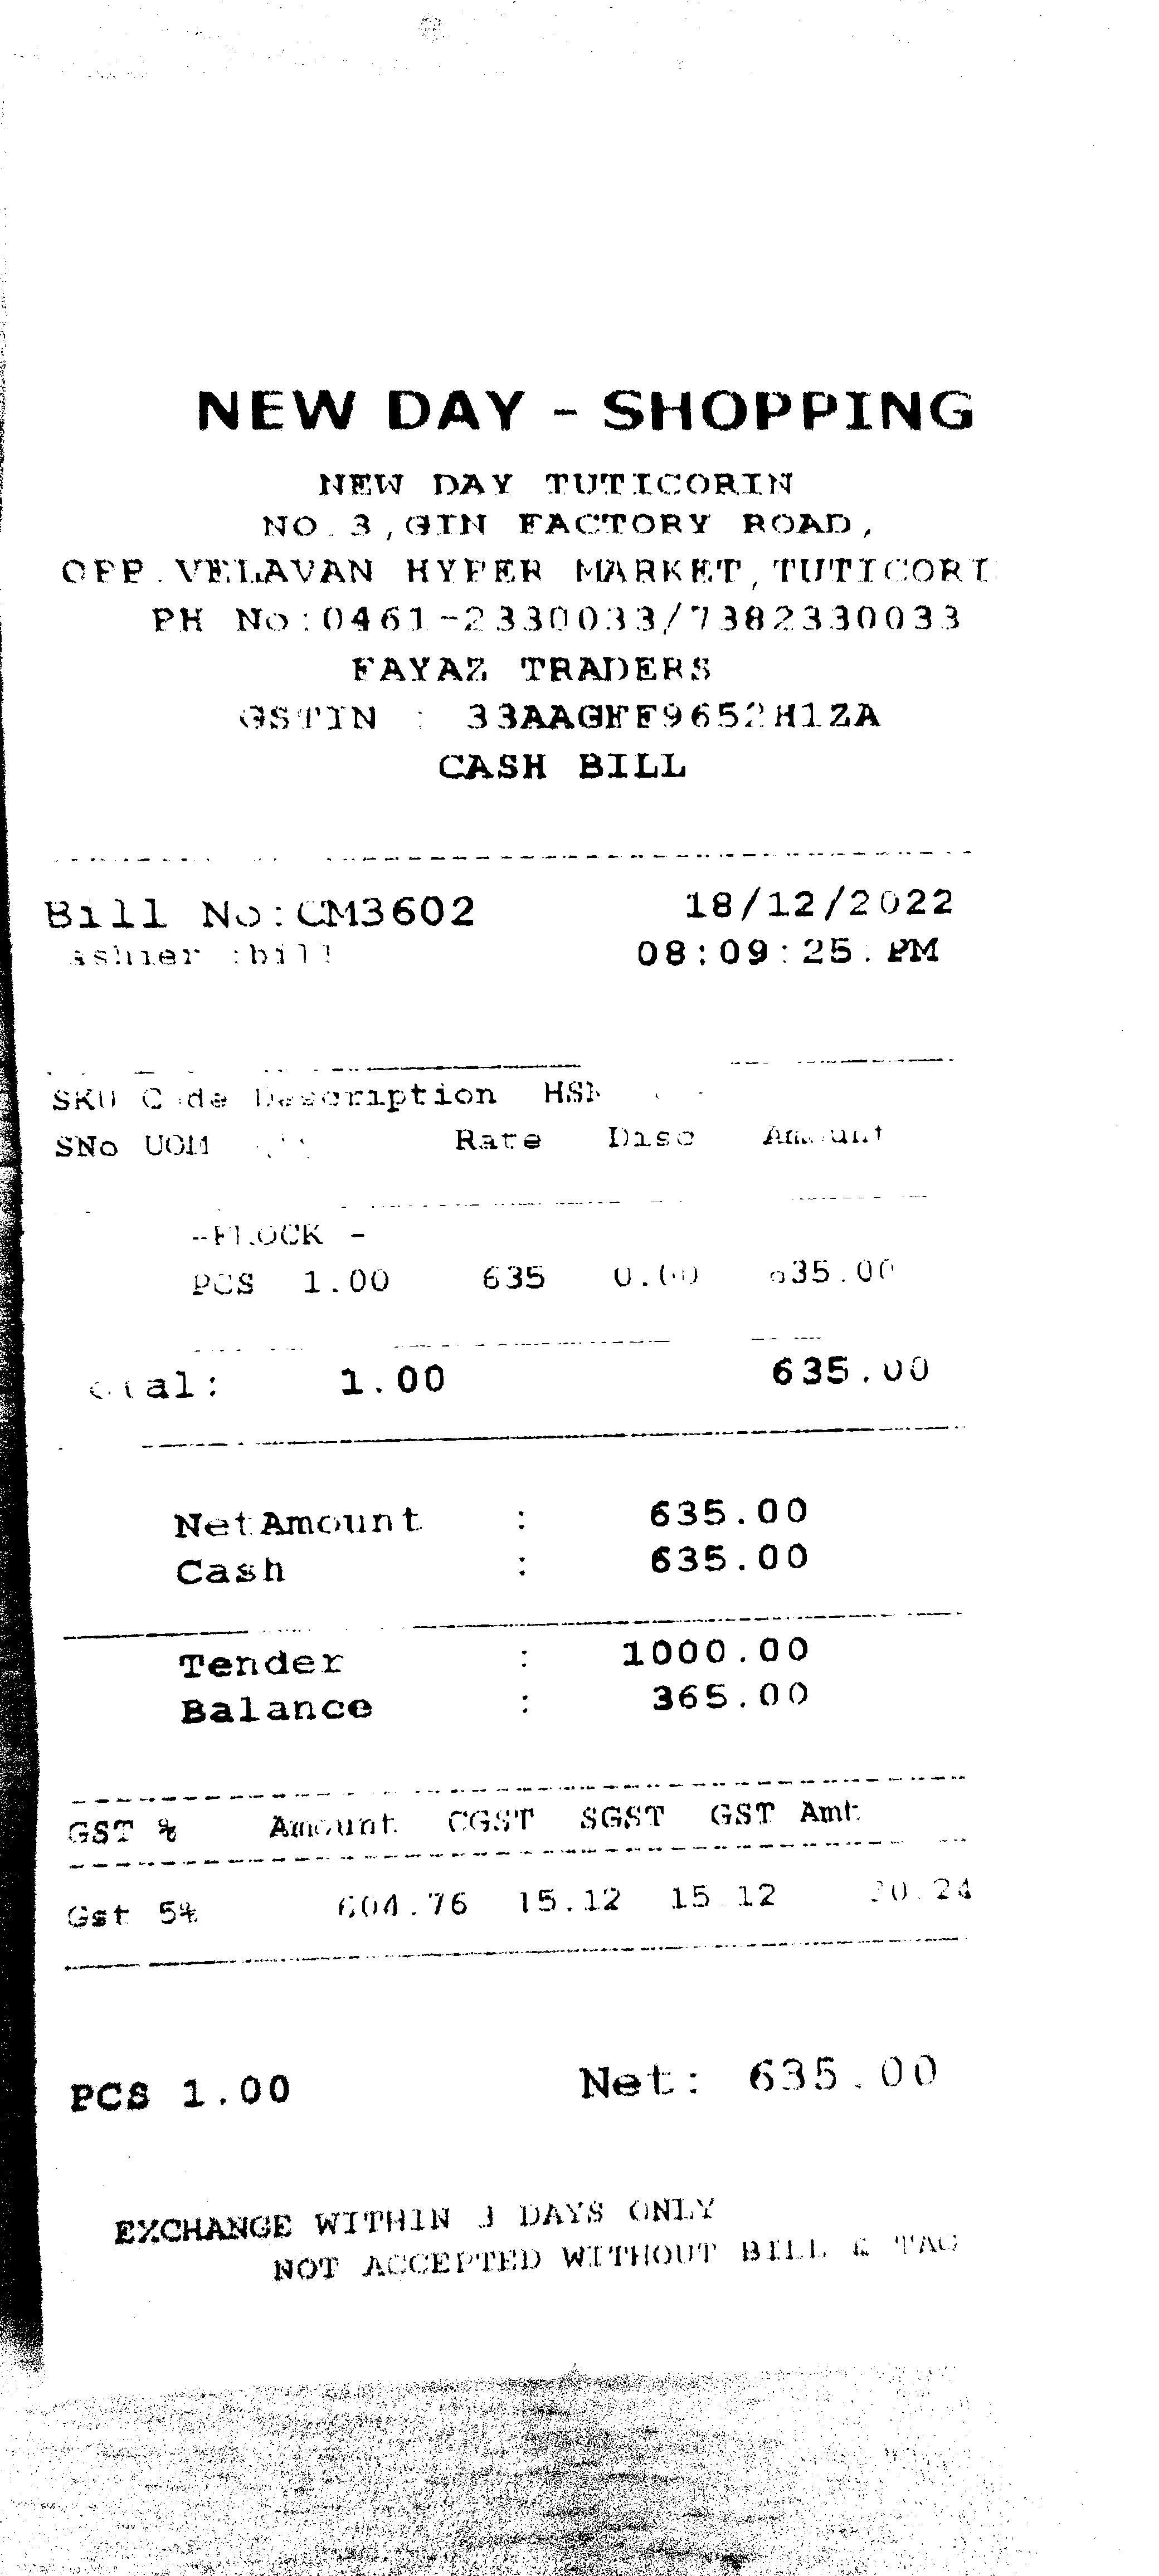 NEW DAY - SHOPPING
NEW DAY TUTICORIN
NO.3,GIN FACTORY ROAD,
OPP.VELAVAN HYPER MARKET,TUTICORI
PH No:0461-2330033/7382330033
FAYAZ TRADERS
GSTIN : 33AAGFF9652H1ZA
CASH BILL
Bill No:CM3602 18/12/2022
ashier :bill 08:09:25 PM
SKU Code Description HSN
SNo UOM Rate Disc Amount
PCS 1.00 635 0.00 635.00
otal: 1.00 635.00
NetAmount : 635.00
Cash : 635.00
Tender : 1000.00
Balance : 365.00
GST % Amount CGST SGST GST Amt
Gst 5% 604.76 15.12 15.12 30.24
PCS 1.00 Net: 635.00
EXCHANGE WITHIN 3 DAYS ONLY
NOT ACCEPTED WITHOUT BILL & TAG